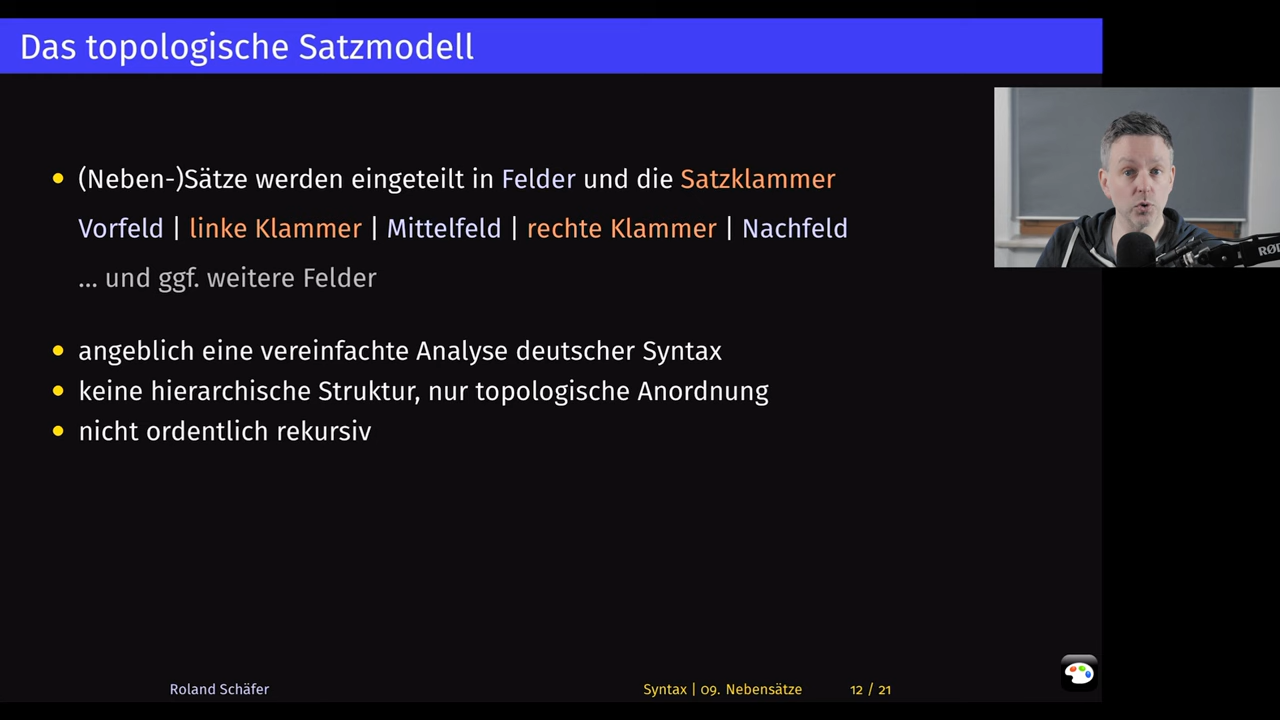 Das topologische Satzmodell
(Neben-)Sätze werden eingeteilt in Felder und die Satzklammer
Vorfeld | linke Klammer | Mittelfeld | rechte Klammer | Nachfeld
... und ggf. weitere Felder
angeblich eine vereinfachte Analyse deutscher Syntax
keine hierarchische Struktur, nur topologische Anordnung
nicht ordentlich rekursiv
RØD
Roland Schäfer
Syntax | 09. Nebensätze
12 / 21